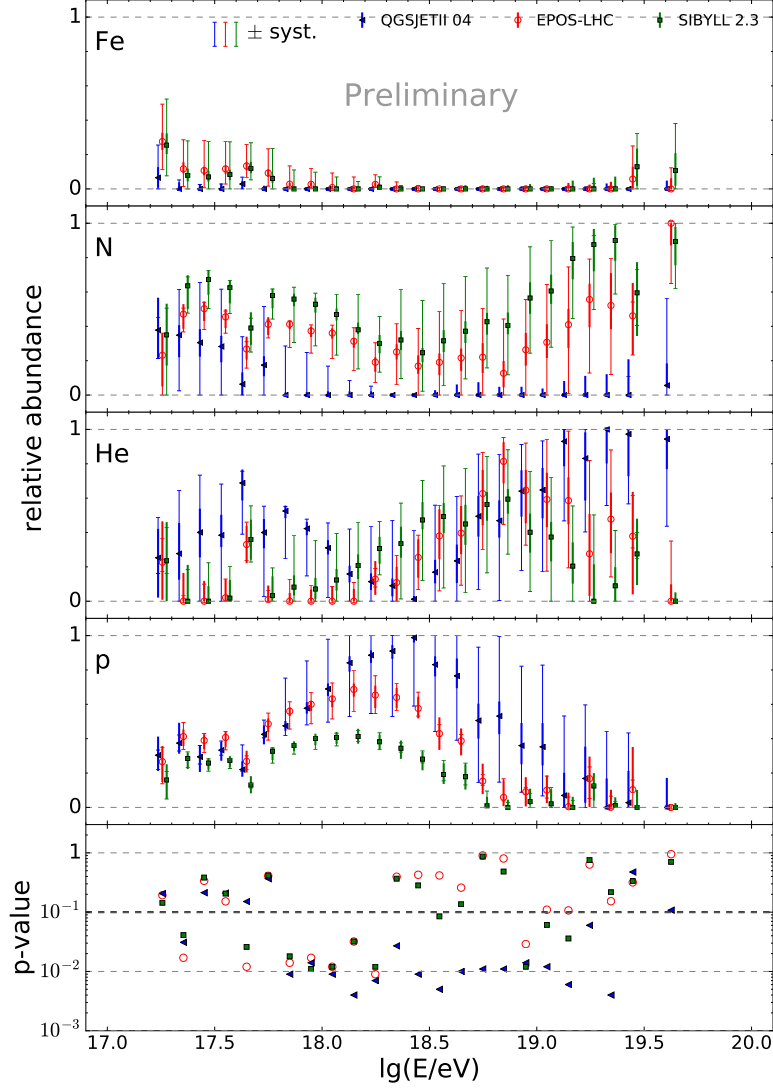 1
± syst.
QGSJETII 04
EPOS-LHC
SIBYLL 2.3
Fe
Preliminary
0
1
N
0
1
He
0
1
p
0
1
10⁻¹
10⁻²
10⁻³
relative abundance
p-value
17.0 17.5 18.0 18.5 19.0 19.5 20.0
lg(E/eV)